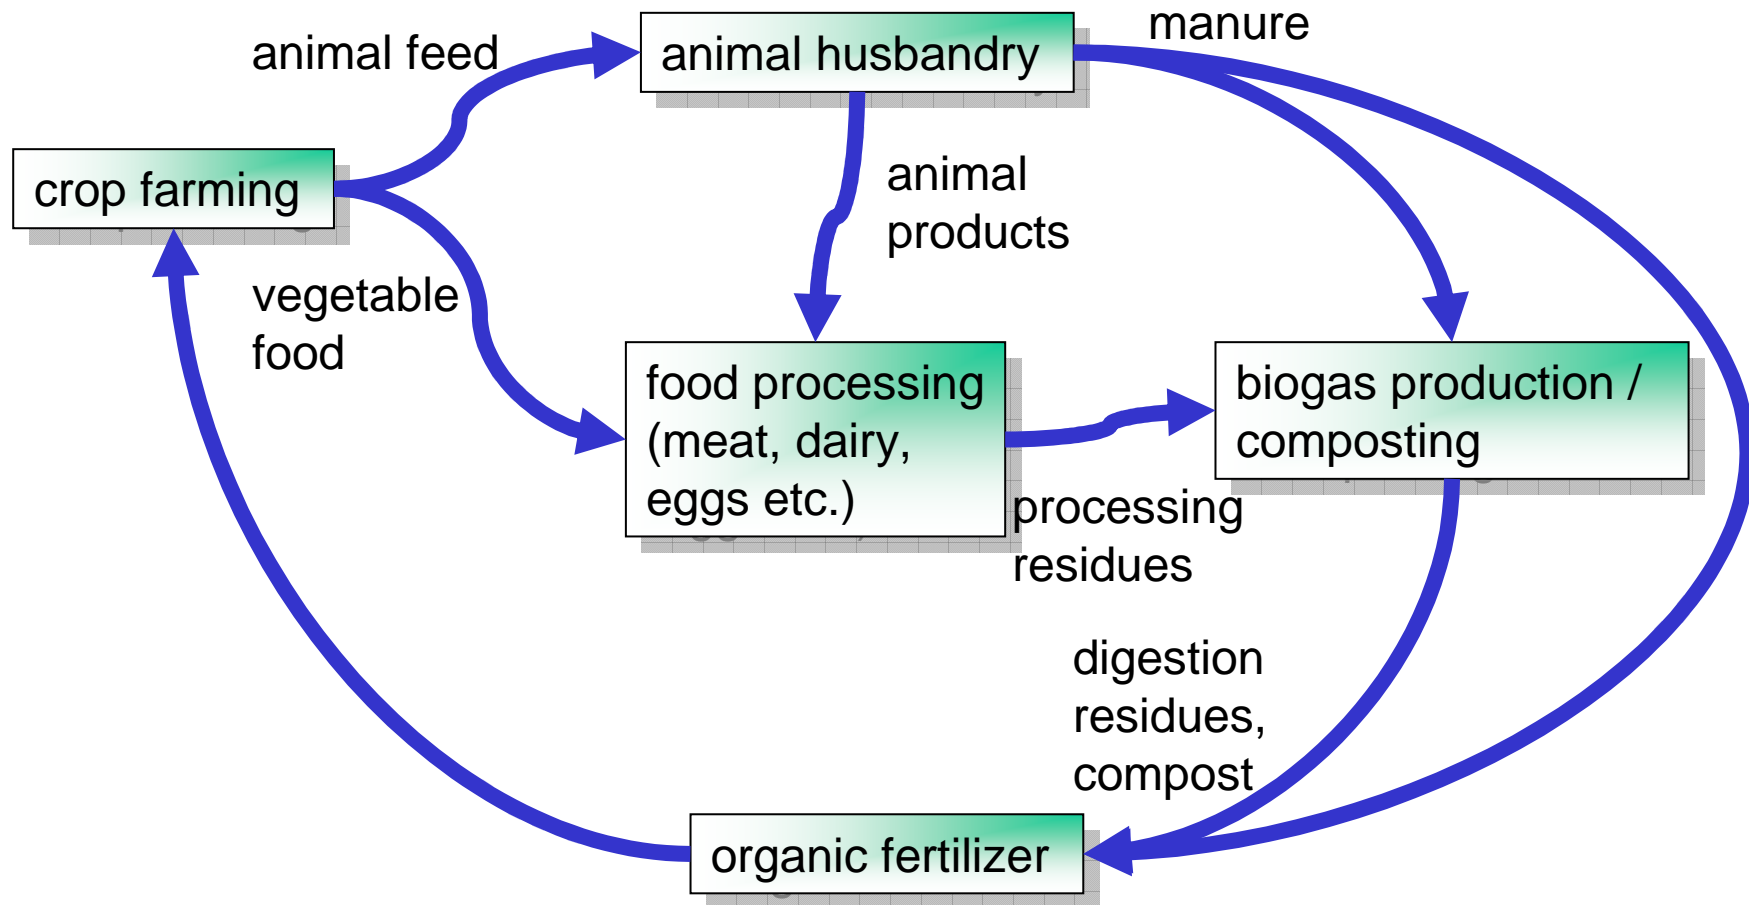 manure
animal feed
animal husbandry
crop farming
animal
products
vegetable
food
food processing
(meat, dairy,
eggs etc.)
biogas production /
composting
processing
residues
digestion
residues,
compost
organic fertilizer